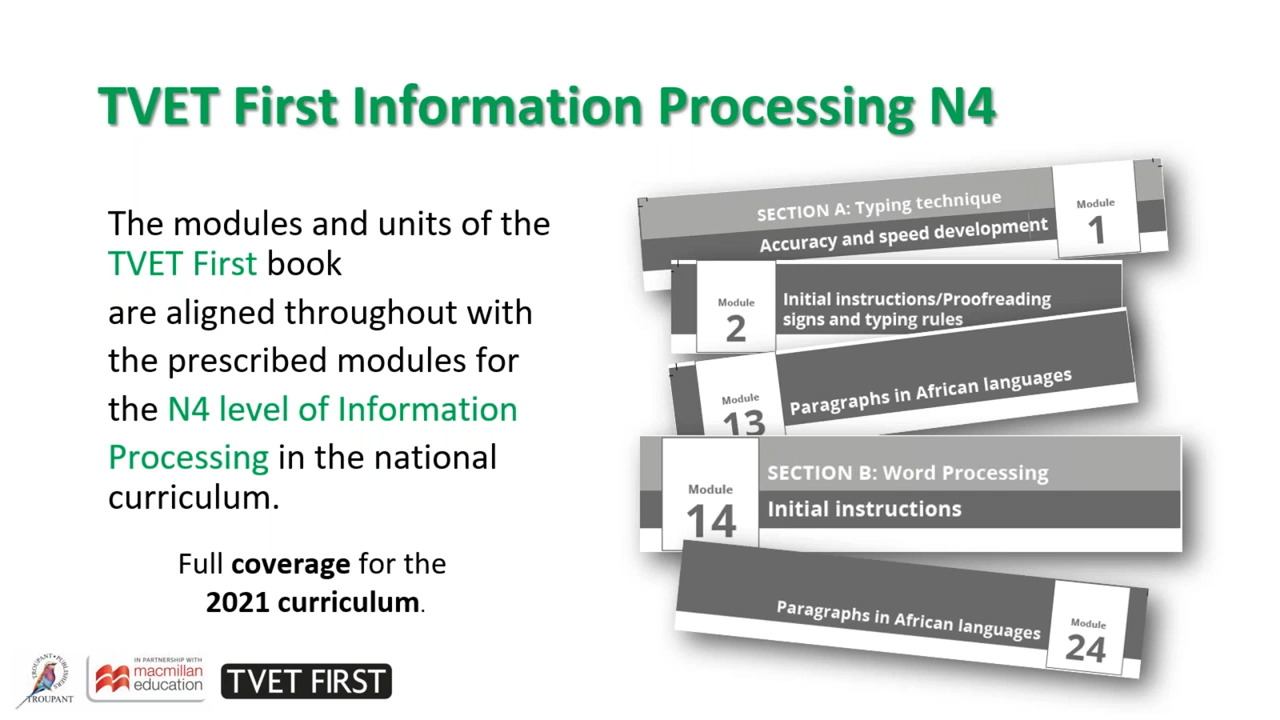 TVET First Information Processing N4
The modules and units of the
TVET First book
are aligned throughout with
the prescribed modules for
the N4 level of Information
Processing in the national
curriculum.
Full coverage for the
2021 curriculum.
SECTION A: Typing technique
Accuracy and speed development
Module
1
Module
2
Initial instructions/Proofreading
signs and typing rules
Module
13
Paragraphs in African languages
Module
14
SECTION B: Word Processing
Initial instructions
Paragraphs in African languages
Module
24
TROUPANT PUBLISHERS
TROUPANT
IN PARTNERSHIP WITH
macmillan
education
TVET FIRST